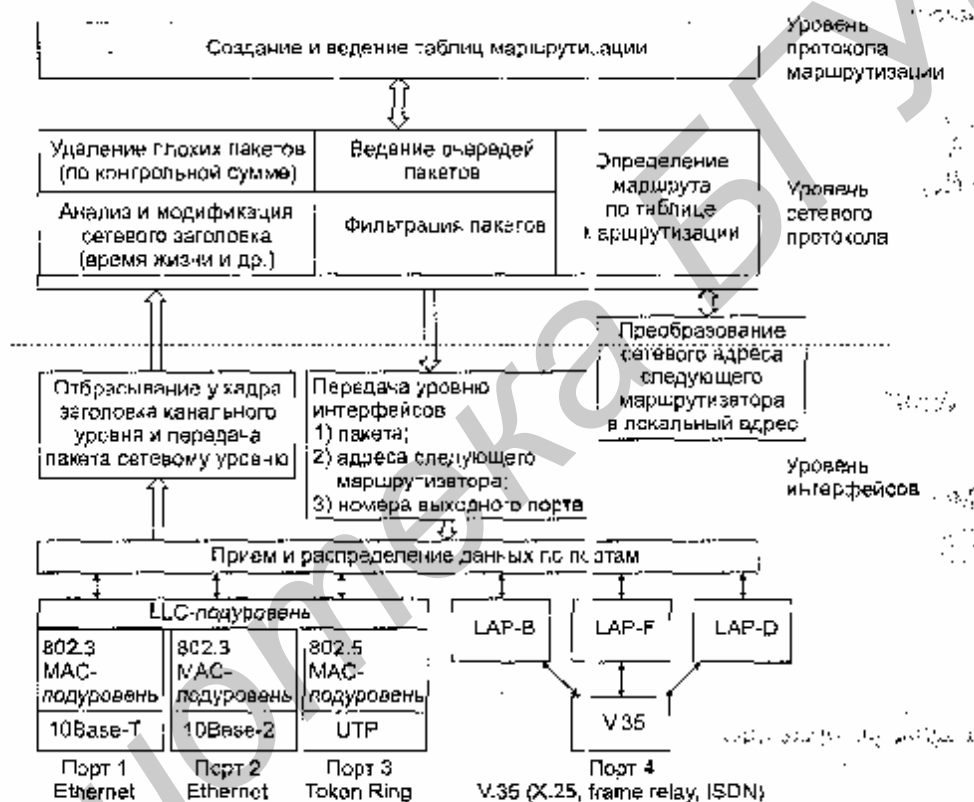 Создание и ведение таблиц маршрутизации
Уровень
протокола
маршрутизации
Удаление плохих пакетов
(по контрольной сумме)
Ведение очередей
пакетов
Определение
маршрута
по таблице
маршрутизации
Анализ и модификация
сетевого заголовка
(время жизни и др.)
Фильтрация пакетов
Уровень
сетевого
протокола
Преобразование
сетевого адреса
следующего
маршрутизатора
в локальный адрес
Отбрасывание у кадра
заголовка канального
уровня и передача
пакета сетевому уровню
Передача уровню
интерфейсов
1) пакета;
2) адреса следующего
маршрутизатора;
3) номера выходного порта
Уровень
интерфейсов
Прием и распределение данных по портам
LLC-подуровень
802.3
MAC-
подуровень
802.3
MAC-
подуровень
802.5
MAC-
подуровень
10Base-T
10Base-2
UTP
LAP-B
LAP-F
LAP-D
V.35
Порт 1
Ethernet
Порт 2
Ethernet
Порт 3
Token Ring
Порт 4
V.35 (X.25, frame relay, ISDN)